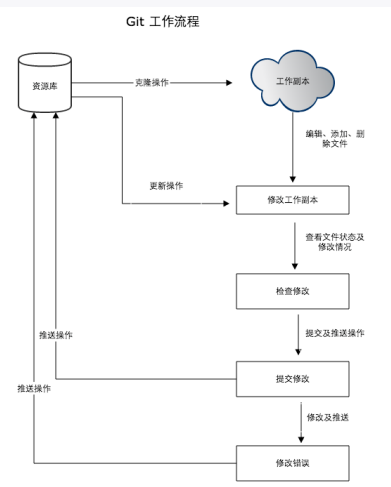 Git 工作流程
资源库
克隆操作
工作副本
编辑、添加、删
除文件
更新操作
修改工作副本
查看文件状态及
修改情况
检查修改
推送操作
提交及推送操作
提交修改
推送操作
修改及推送
修改错误